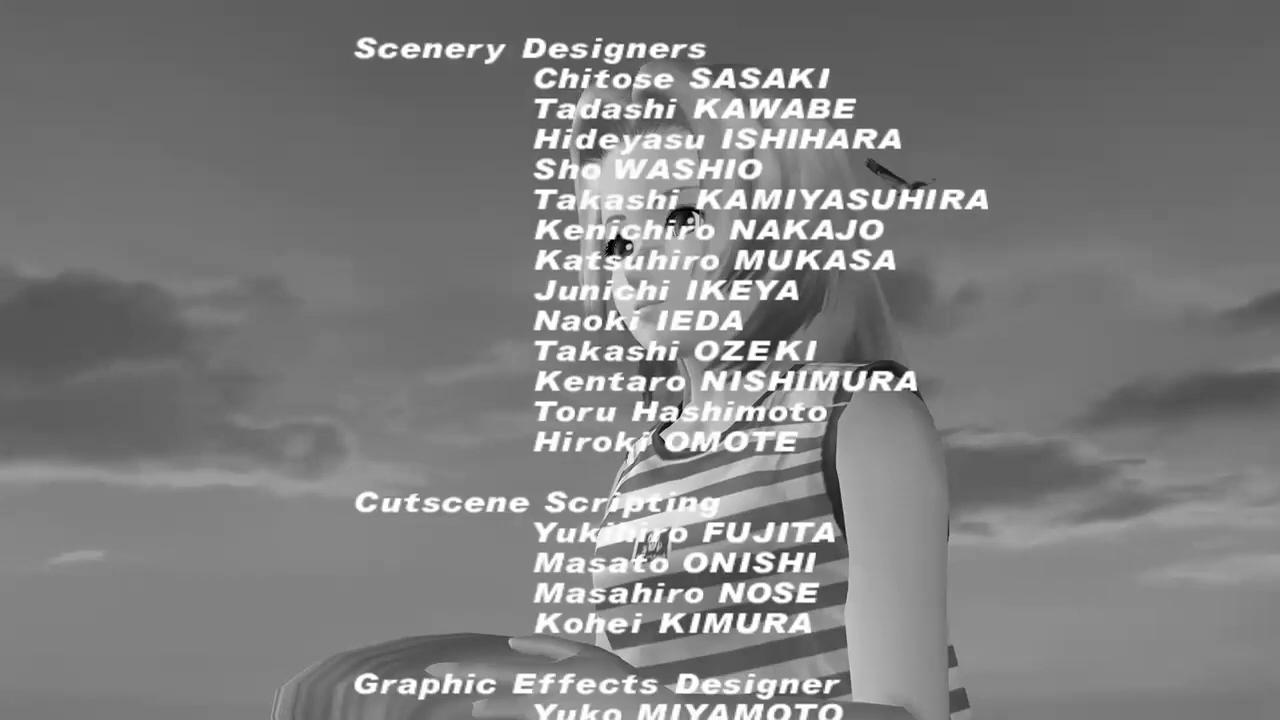 Scenery Designers
Chitose SASAKI
Tadashi KAWABE
Hideyasu ISHIHARA
Sho WASHIO
Takashi KAMIYASUHIRA
Kenichiro NAKAJO
Katsuhiro MUKASA
Junichi IKEYA
Naoki IEDA
Takashi OZEKI
Kentaro NISHIMURA
Toru Hashimoto
Hiroki OMOTE
Cutscene Scripting
Yukihiro FUJITA
Masato ONISHI
Masahiro NOSE
Kohei KIMURA
Graphic Effects Designer
Yuko MIYAMOTO